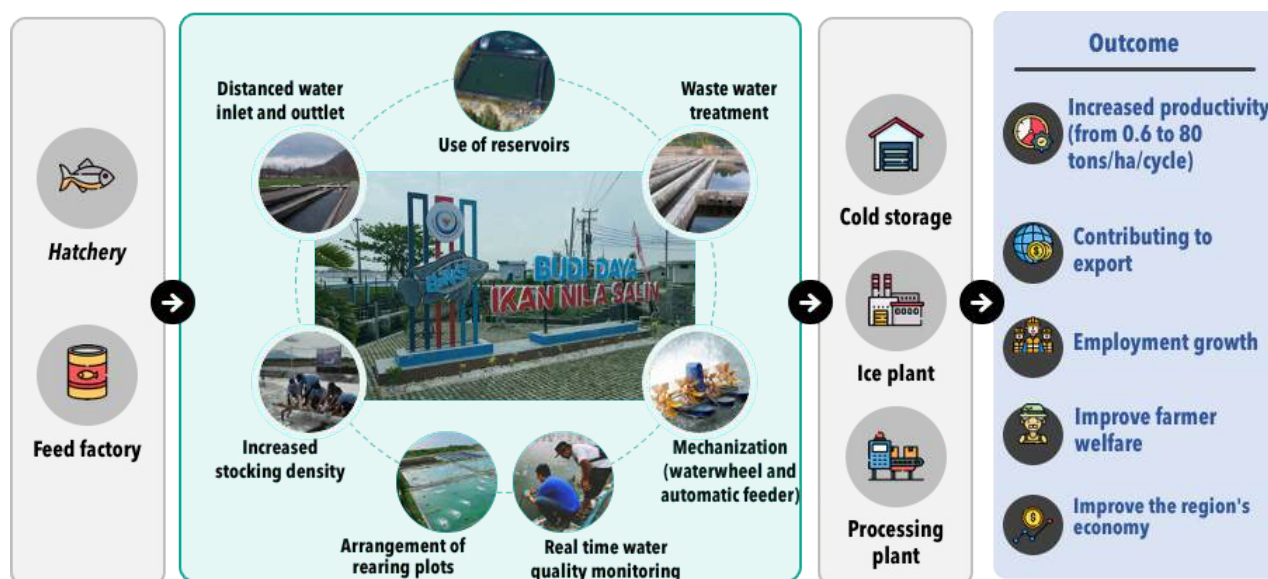 Hatchery
Feed factory
Distanced water
inlet and outtlet
Use of reservoirs
Waste water
treatment
BUDI DAYA
IKAN NILA SALIN
Increased
stocking density
Arrangement of
rearing plots
Real time water
quality monitoring
Mechanization
(waterwheel and
automatic feeder)
Cold storage
Ice plant
Processing
plant
Outcome
Increased productivity
(from 0.6 to 80
tons/ha/cycle)
Contributing to
export
Employment growth
Improve farmer
welfare
Improve the region's
economy